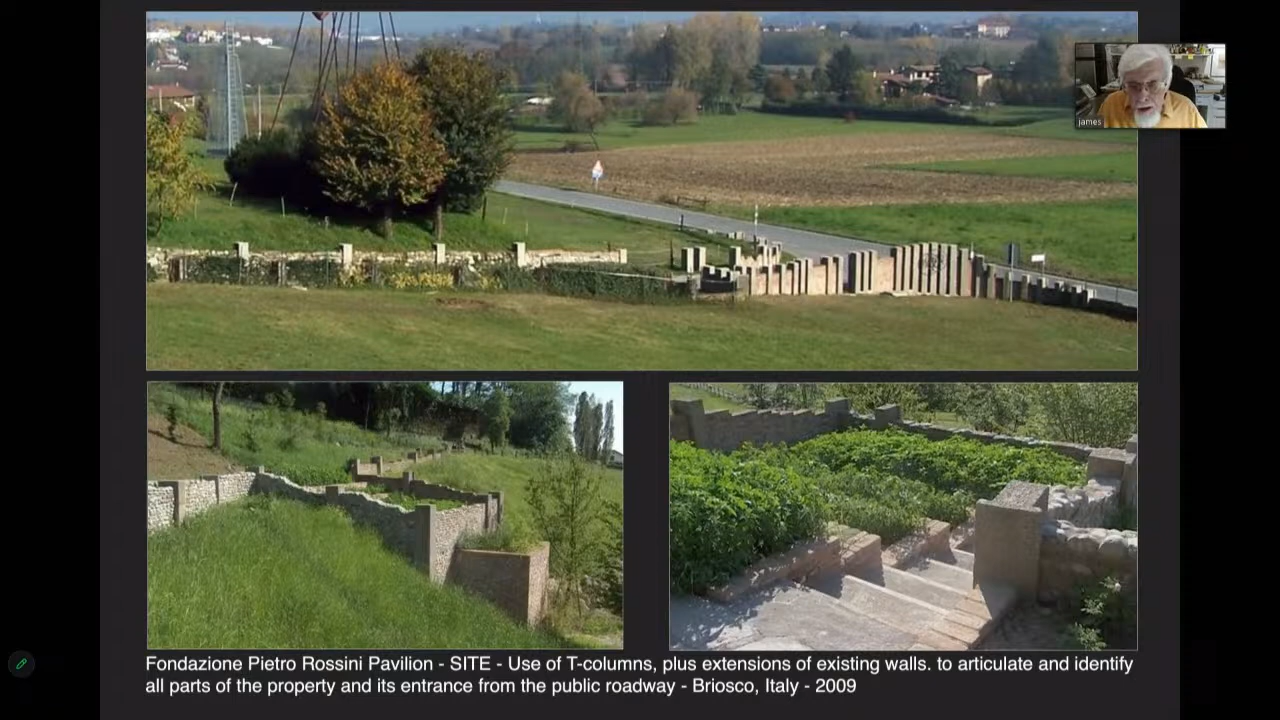 james
Fondazione Pietro Rossini Pavilion - SITE - Use of T-columns, plus extensions of existing walls. to articulate and identify
all parts of the property and its entrance from the public roadway - Briosco, Italy - 2009